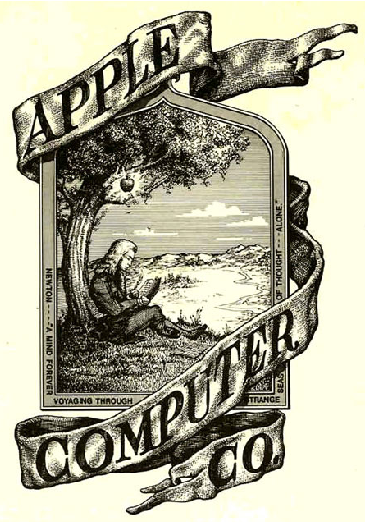 APPLE
COMPUTER
CO.
NEWTON---"A MIND FOREVER
VOYAGING THROUGH
STRANGE
SEAS OF THOUGHT---ALONE."